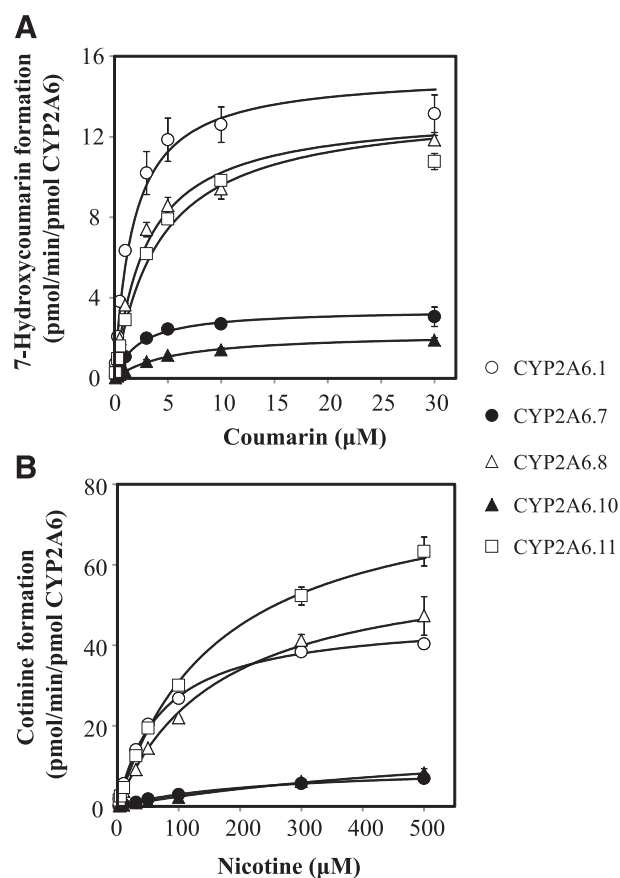 A
7-Hydroxycoumarin formation
(pmol/min/pmol CYP2A6)
16
12
8
4
0
0 5 10 15 20 25 30
Coumarin (μM)
CYP2A6.1
CYP2A6.7
CYP2A6.8
CYP2A6.10
CYP2A6.11
B
Cotinine formation
(pmol/min/pmol CYP2A6)
80
60
40
20
0
0 100 200 300 400 500
Nicotine (μM)